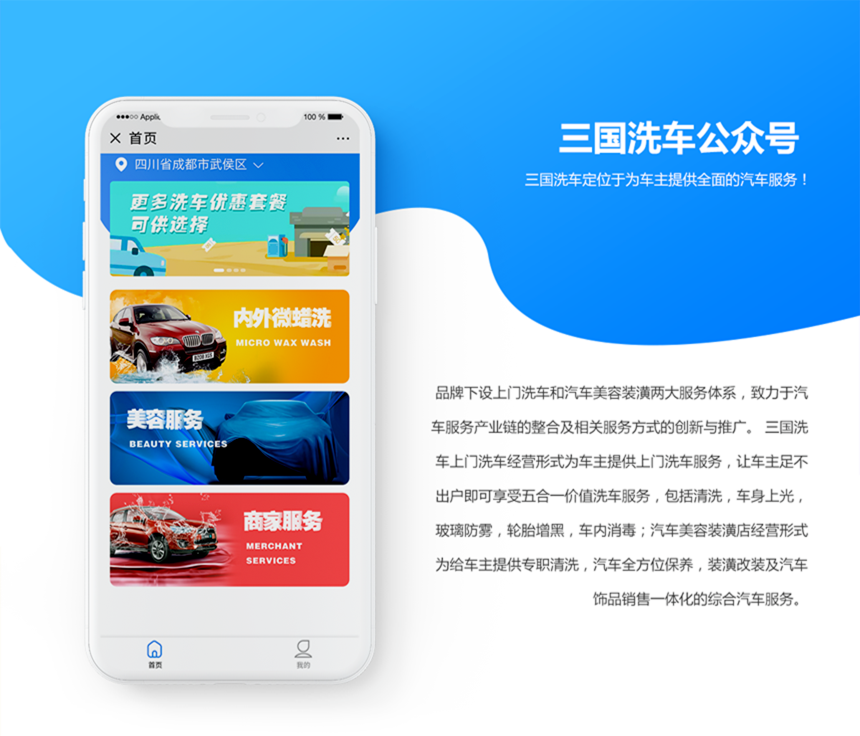 ●●●○○ Applic
100 %
首页
四川省成都市武侯区
更多洗车优惠套餐
可供选择
内外微蜡洗
MICRO WAX WASH
美容服务
BEAUTY SERVICES
商家服务
MERCHANT
SERVICES
首页
我的
三国洗车公众号
三国洗车定位于为车主提供全面的汽车服务！
品牌下设上门洗车和汽车美容装潢两大服务体系，致力于汽
车服务产业链的整合及相关服务方式的创新与推广。 三国洗
车上门洗车经营形式为车主提供上门洗车服务，让车主足不
出户即可享受五合一价值洗车服务，包括清洗，车身上光，
玻璃防雾，轮胎增黑，车内消毒；汽车美容装潢店经营形式
为给车主提供专职清洗，汽车全方位保养，装潢改装及汽车
饰品销售一体化的综合汽车服务。